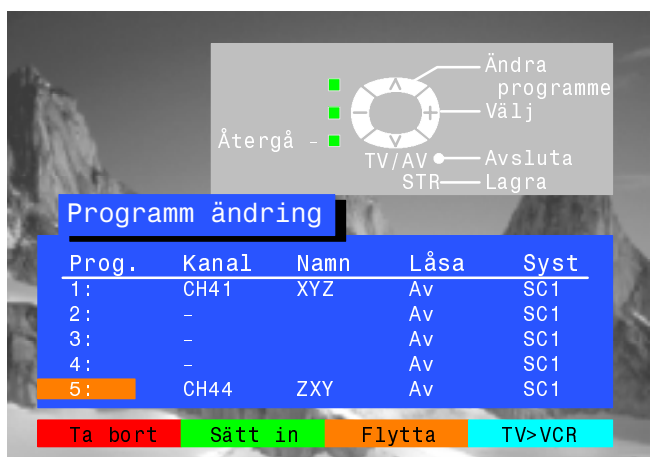 Ändra
programme
Välj
Återgå -
TV/AV Avsluta
STR Lagra
Programm ändring
Prog. Kanal Namn Låsa Syst
1: CH41 XYZ Av SC1
2: - Av SC1
3: - Av SC1
4: - Av SC1
5: CH44 ZXY Av SC1
Ta bort Sätt in Flytta TV>VCR